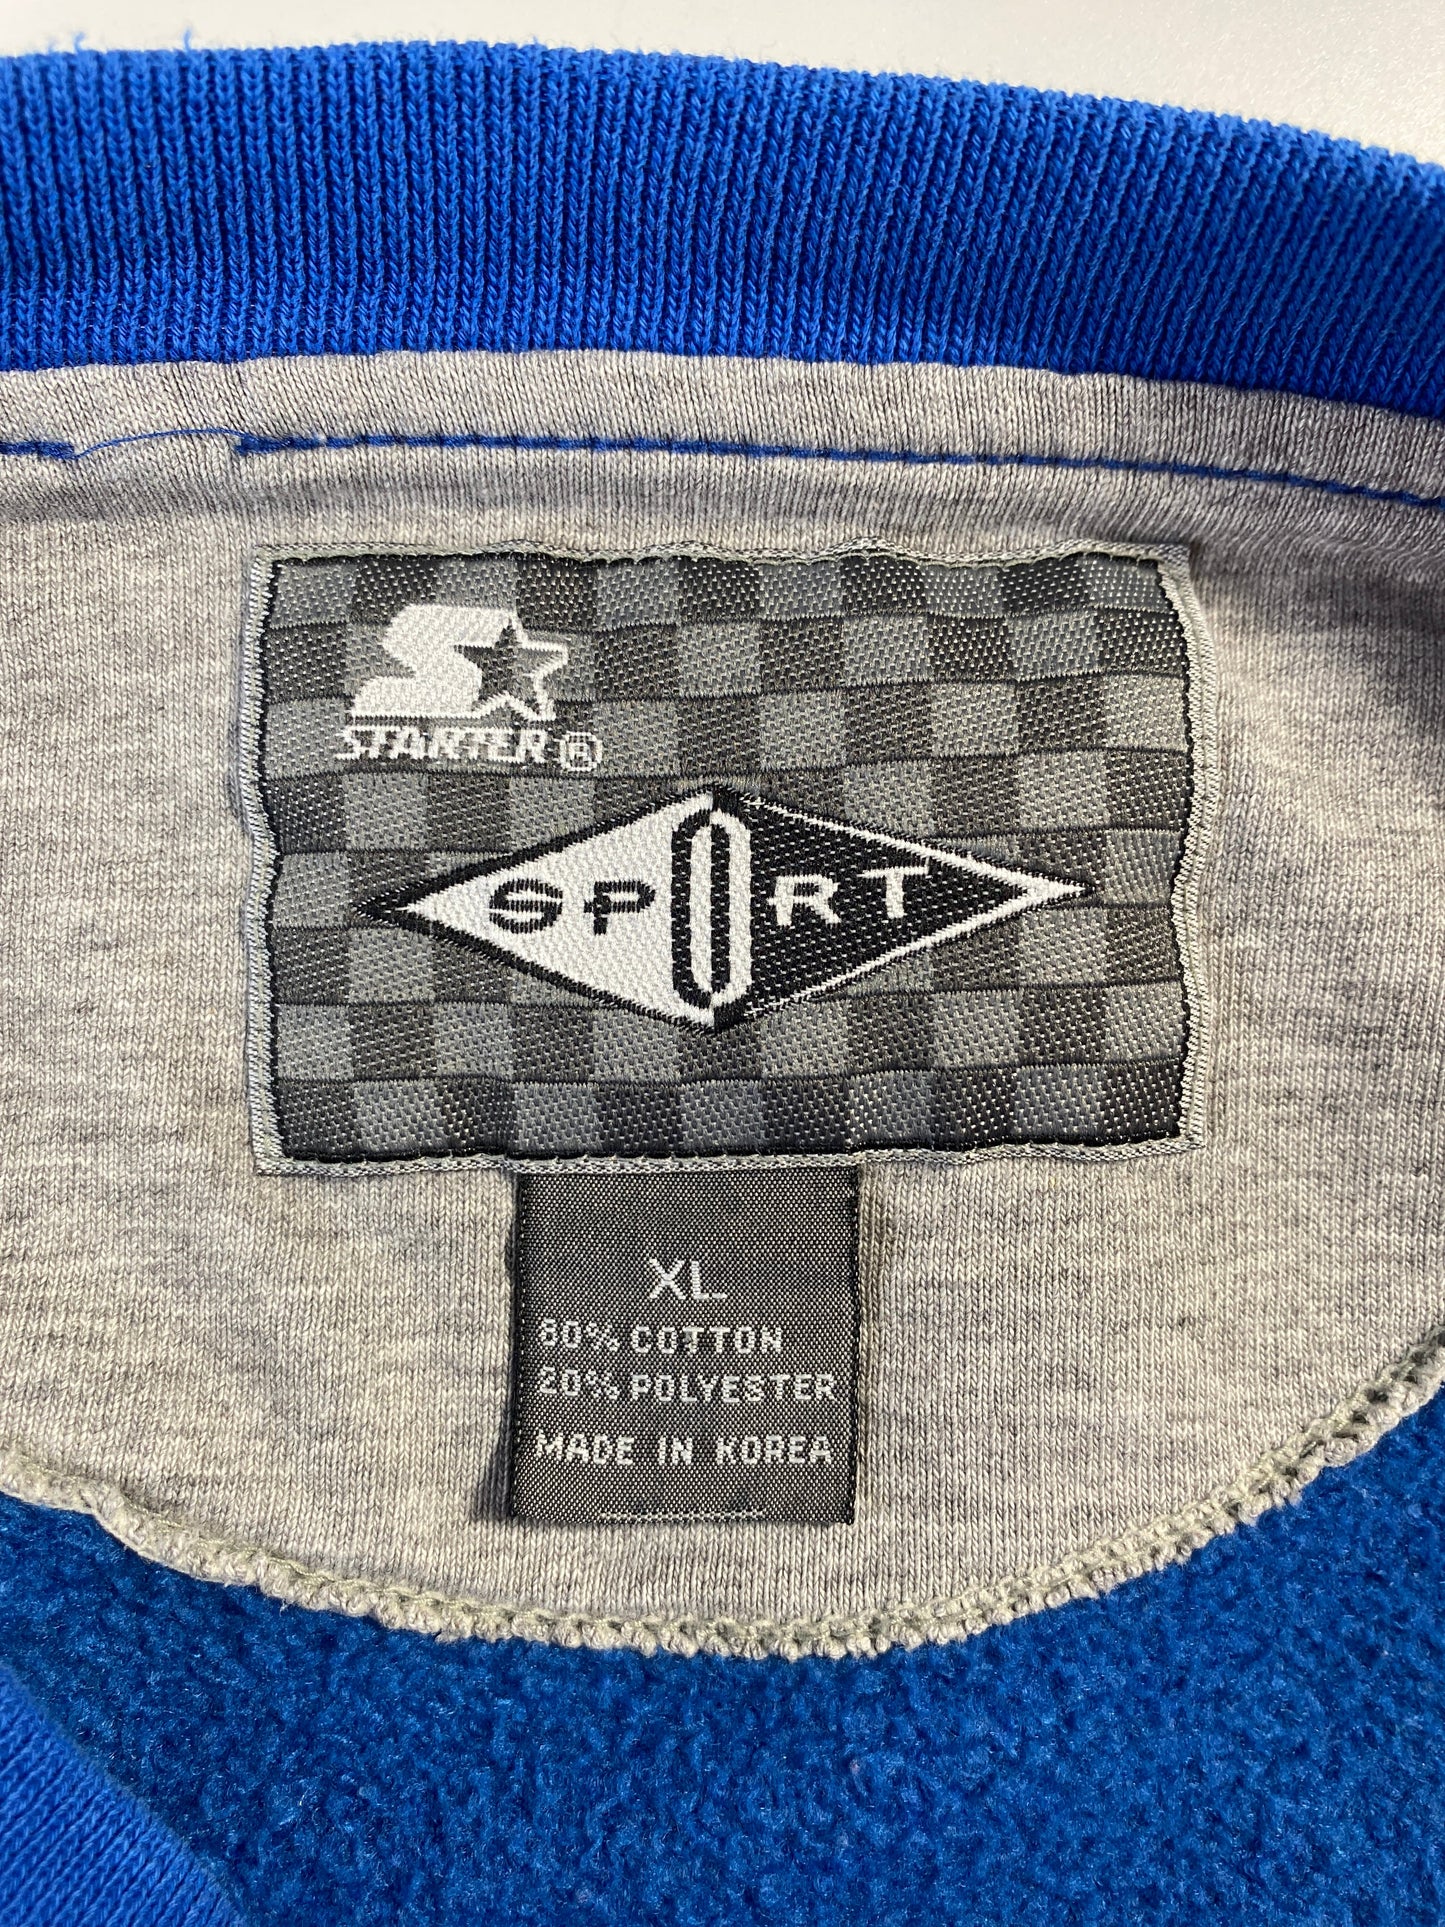 STARTER®
SPORT
XL
80% COTTON
20% POLYESTER
MADE IN KOREA